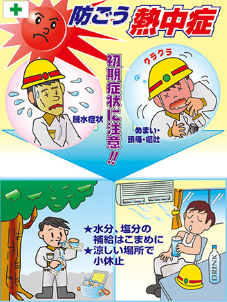 防ごう熱中症
クラクラ
初期症状に注意!!
脱水症状
めまい・
頭痛・嘔吐
★水分、塩分の
補給はこまめに
★涼しい場所で
小休止
DRINK